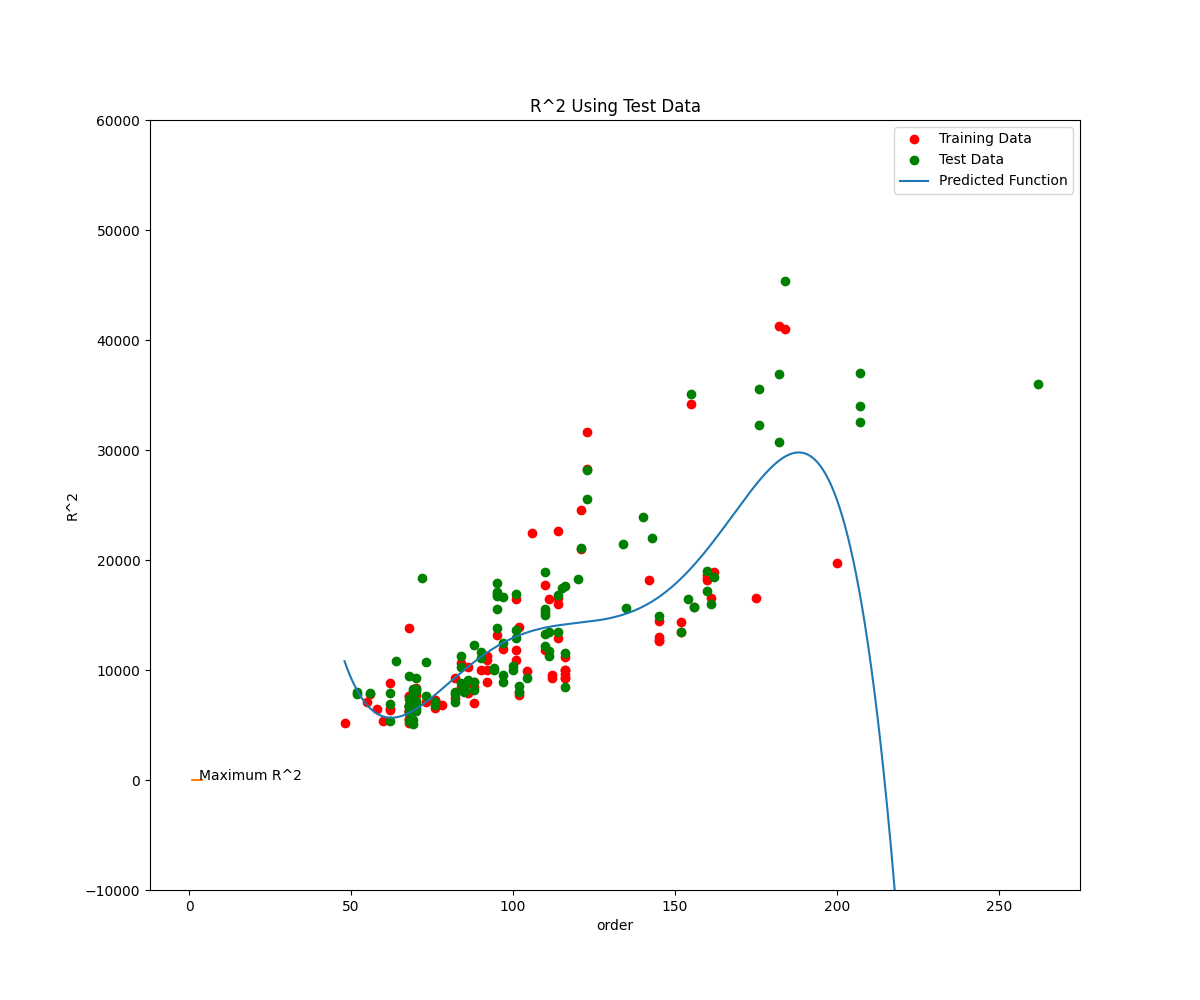 R^2 Using Test Data
60000
50000
40000
30000
20000
10000
0
−10000
R^2
Training Data
Test Data
Predicted Function
Maximum R^2
0 50 100 150 200 250
order